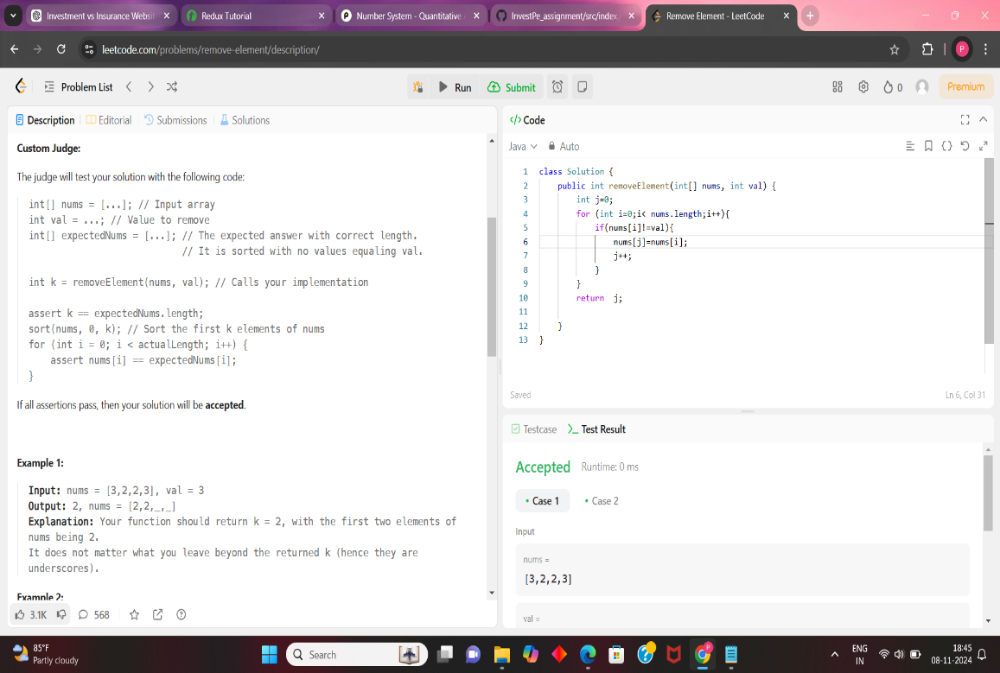 Investment vs Insurance Websit
Redux Tutorial
Number System - Quantitative
InvestPe_assignment/src/index.
Remove Element - LeetCode
leetcode.com/problems/remove-element/description/
P
Problem List
Run
Submit
0
Premium
Description
Editorial
Submissions
Solutions
Custom Judge:
The judge will test your solution with the following code:
int[] nums = [...]; // Input array
int val = ...; // Value to remove
int[] expectedNums = [...]; // The expected answer with correct length.
// It is sorted with no values equaling val.
int k = removeElement(nums, val); // Calls your implementation
assert k == expectedNums.length;
sort(nums, 0, k); // Sort the first k elements of nums
for (int i = 0; i < actualLength; i++) {
assert nums[i] == expectedNums[i];
}
If all assertions pass, then your solution will be accepted.
Example 1:
Input: nums = [3,2,2,3], val = 3
Output: 2, nums = [2,2,_,_]
Explanation: Your function should return k = 2, with the first two elements of
nums being 2.
It does not matter what you leave beyond the returned k (hence they are
underscores).
Example 2:
3.1K
568
Code
Java
Auto
1 class Solution {
2 public int removeElement(int[] nums, int val) {
3 int j=0;
4 for (int i=0;i< nums.length;i++){
5 if(nums[i]!=val){
6 nums[j]=nums[i];
7 j++;
8 }
9 }
10 return j;
11
12 }
13 }
Saved
Ln 6, Col 31
Testcase
Test Result
Accepted
Runtime: 0 ms
Case 1
Case 2
Input
nums =
[3,2,2,3]
val =
85°F
Partly cloudy
Search
ENG
IN
18:45
08-11-2024